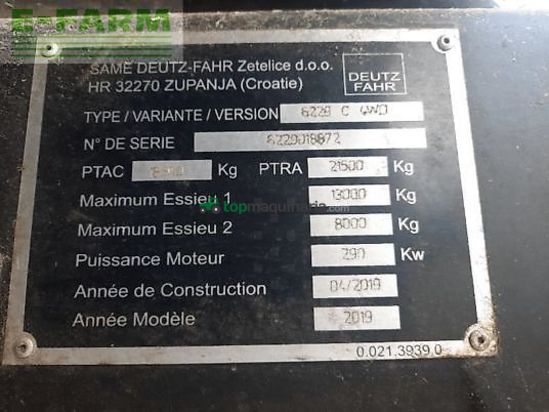 E-FARM
SAME DEUTZ-FAHR Zetelice d.o.o.
HR 32270 ZUPANJA (Croatie)
DEUTZ
FAHR
TYPE / VARIANTE / VERSION 6229 C 4WD
N° DE SERIE 6229018872
PTAC Kg PTRA 21500 Kg
Maximum Essieu 1 13000 Kg
topmaquinaria.com
Maximum Essieu 2 8000 Kg
Puissance Moteur 290 Kw
Année de Construction 04/2019
Année Modèle 2019
0.021.3939.0